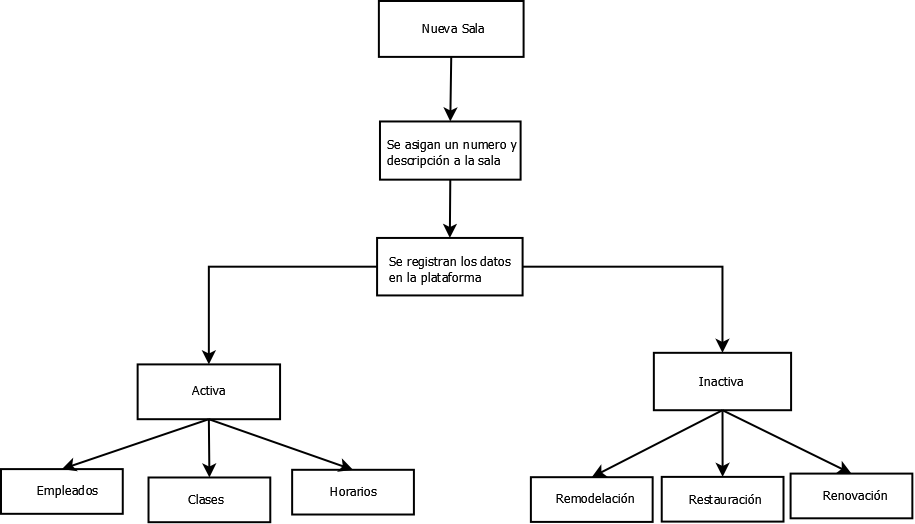 Nueva Sala
Se asigan un numero y
descripción a la sala
Se registran los datos
en la plataforma
Activa
Inactiva
Empleados
Clases
Horarios
Remodelación
Restauración
Renovación